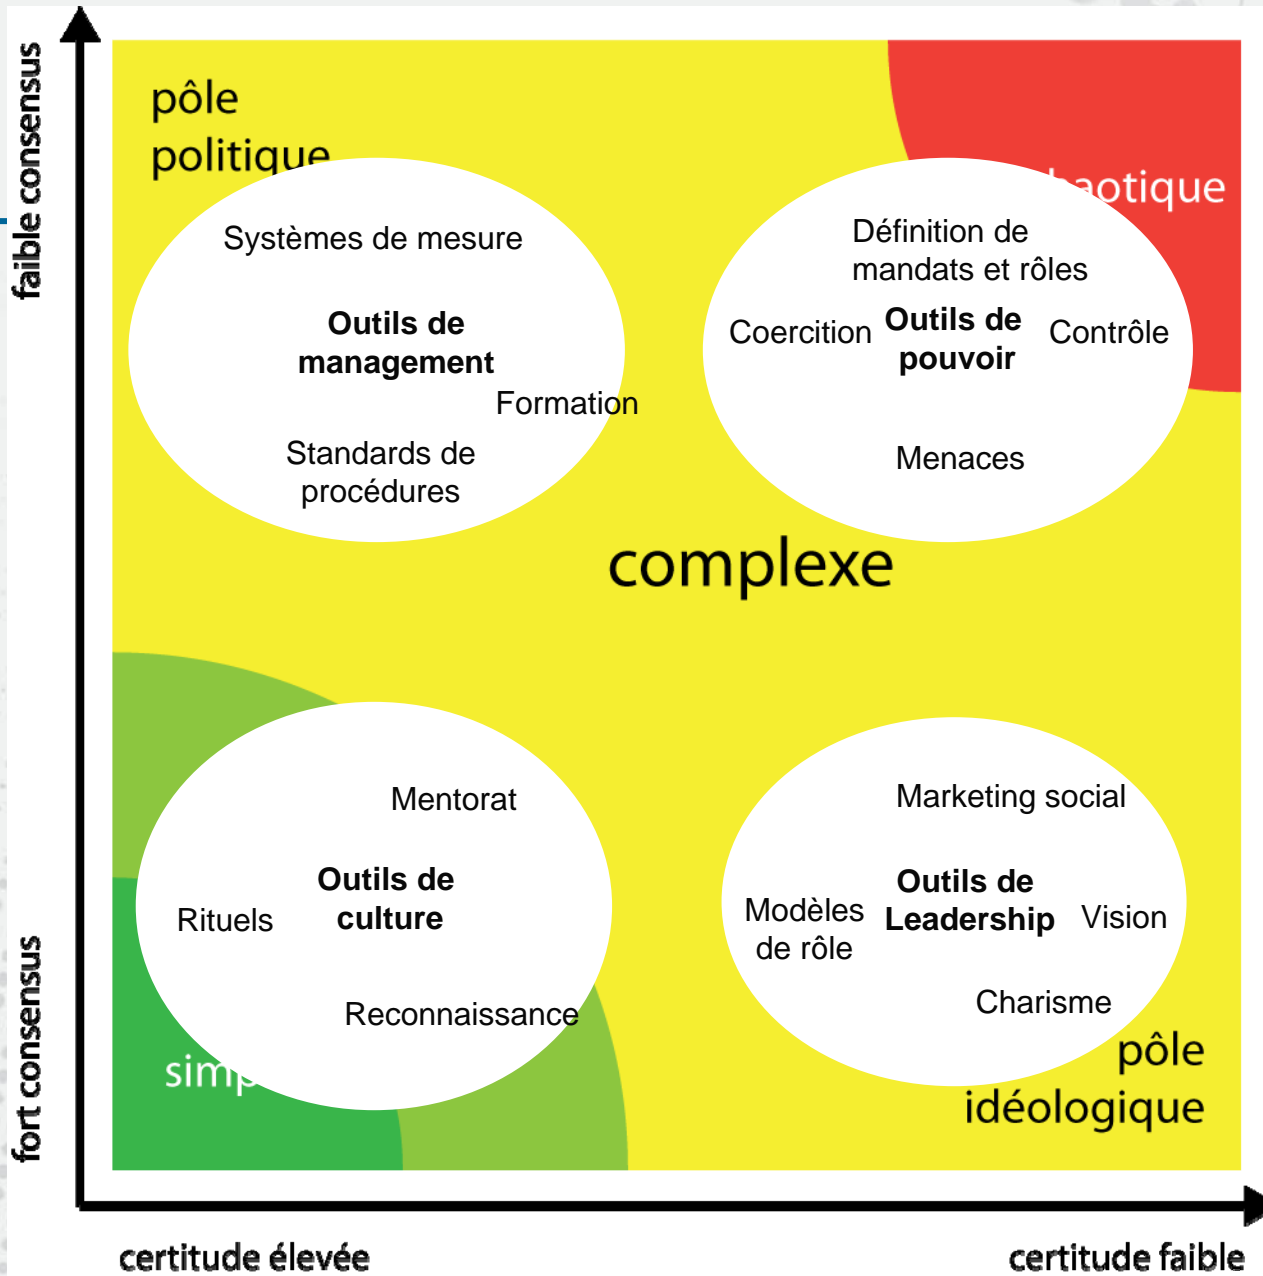 faible consensus
pôle
politique
Systèmes de mesure
Outils de
management
Formation
Standards de
procédures
Définition de
mandats et rôles
Coercition
Outils de
pouvoir
Contrôle
Menaces
complexe
Mentorat
Outils de
culture
Rituels
Reconnaissance
Marketing social
Outils de
Leadership
Modèles
de rôle
Vision
Charisme
pôle
idéologique
fort consensus
certitude élevée
certitude faible